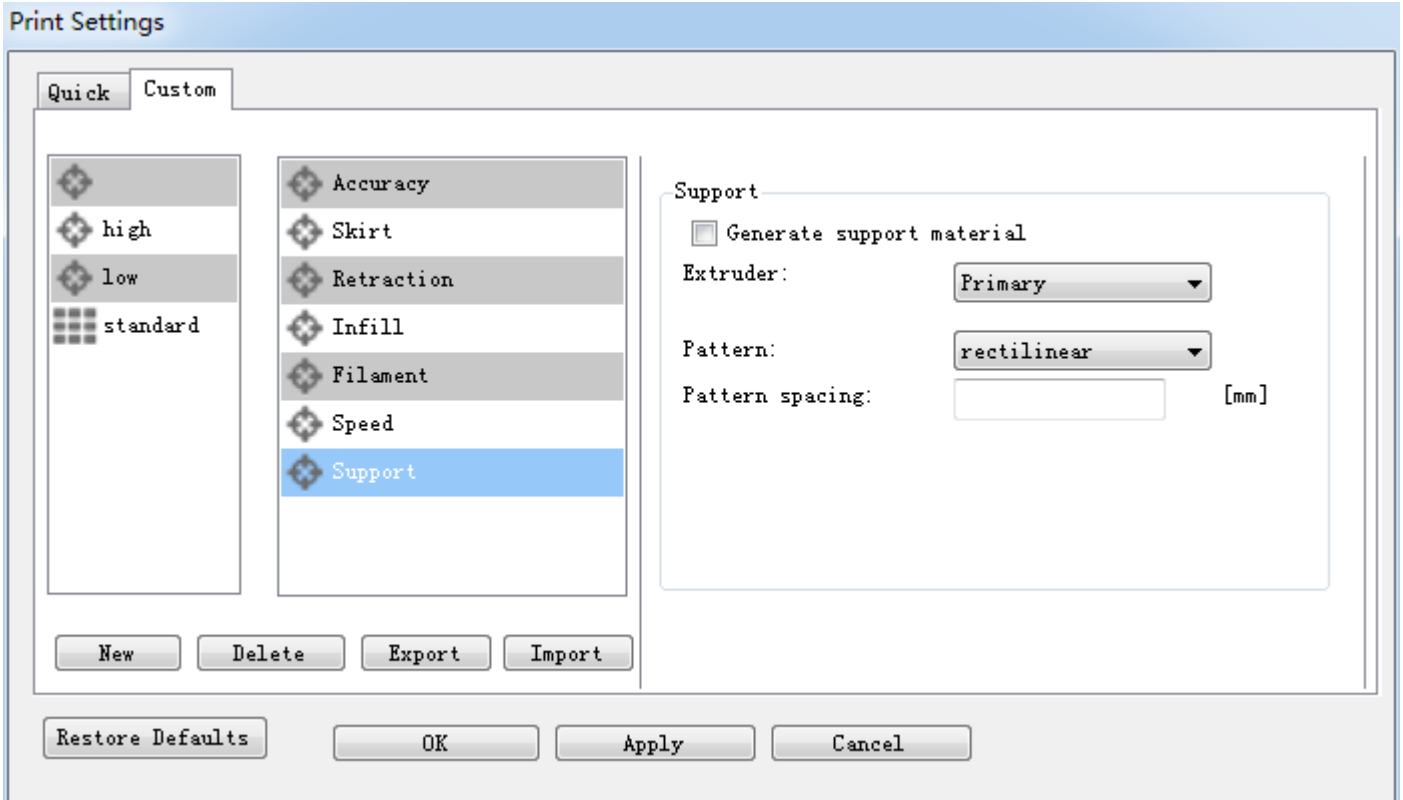 Print Settings
Quick
Custom
high
low
standard
Accuracy
Skirt
Retraction
Infill
Filament
Speed
Support
Support
Generate support material
Extruder:
Primary
Pattern:
rectilinear
Pattern spacing:
[mm]
New
Delete
Export
Import
Restore Defaults
OK
Apply
Cancel